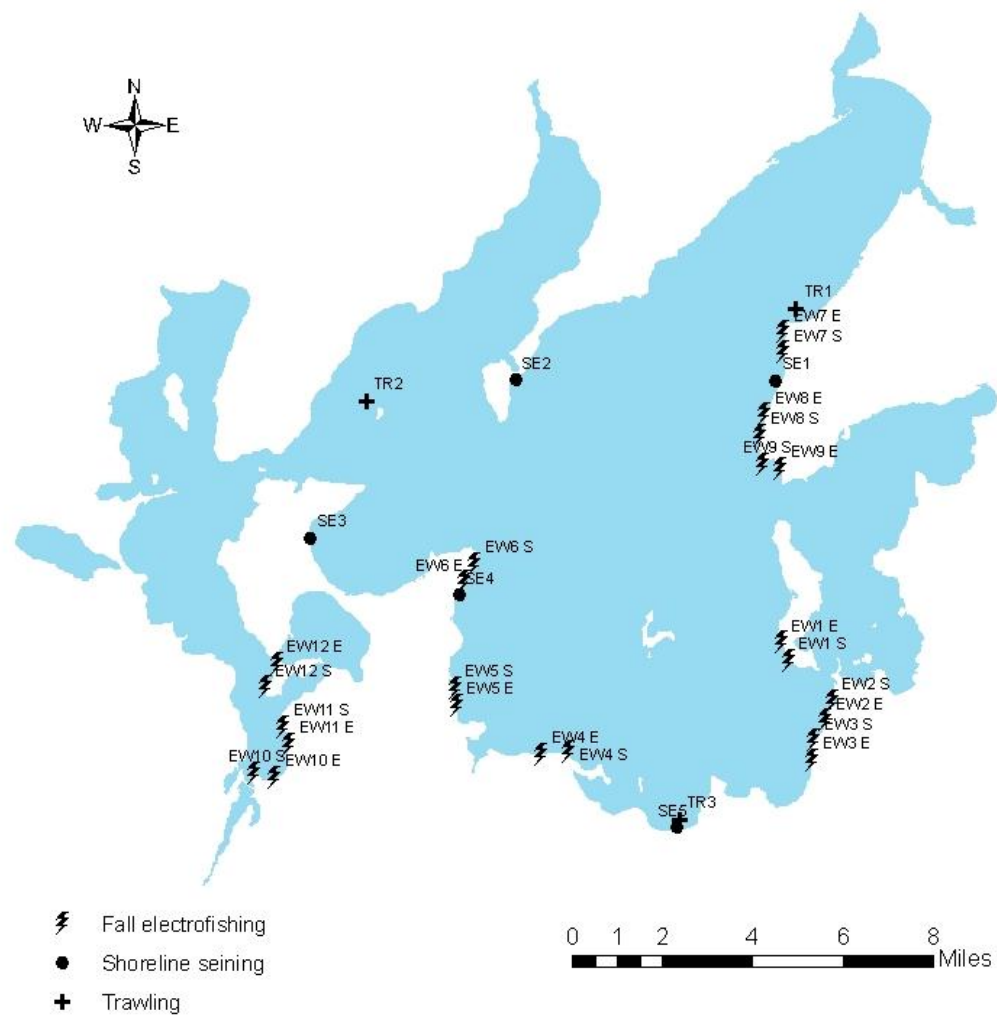 N
W E
S
TR1
EW7 E
EW7 S
SE1
SE2
TR2
EW8 E
EW8 S
EW9 S
EW9 E
SE3
EW6 S
EW6 E
SE4
EW1 E
EW1 S
EW12 E
EW12 S
EW5 S
EW5 E
EW2 S
EW2 E
EW3 S
EW3 E
EW11 S
EW11 E
EW4 E
EW4 S
EW10 S
EW10 E
TR3
SE5
Fall electrofishing
Shoreline seining
Trawling
0 1 2 4 6 8
Miles